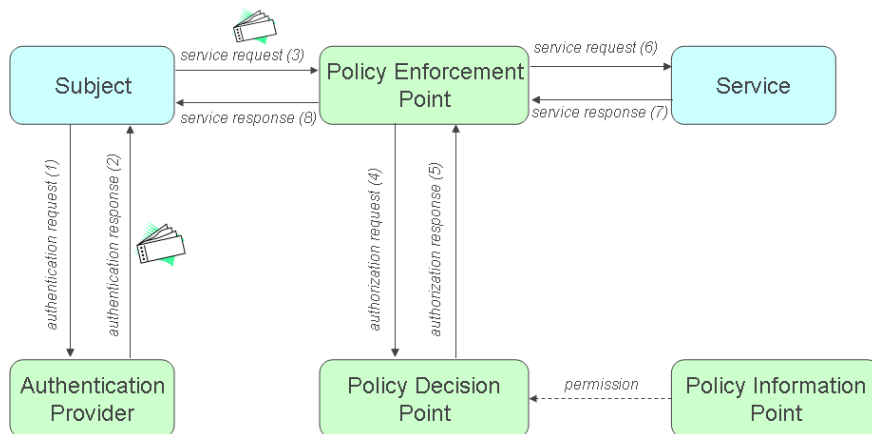 service request (3)
service request (6)
Subject
Policy Enforcement
Point
Service
service response (8)
service response (7)
authentication request (1)
authentication response (2)
authorization request (4)
authorization response (5)
Authentication
Provider
Policy Decision
Point
permission
Policy Information
Point